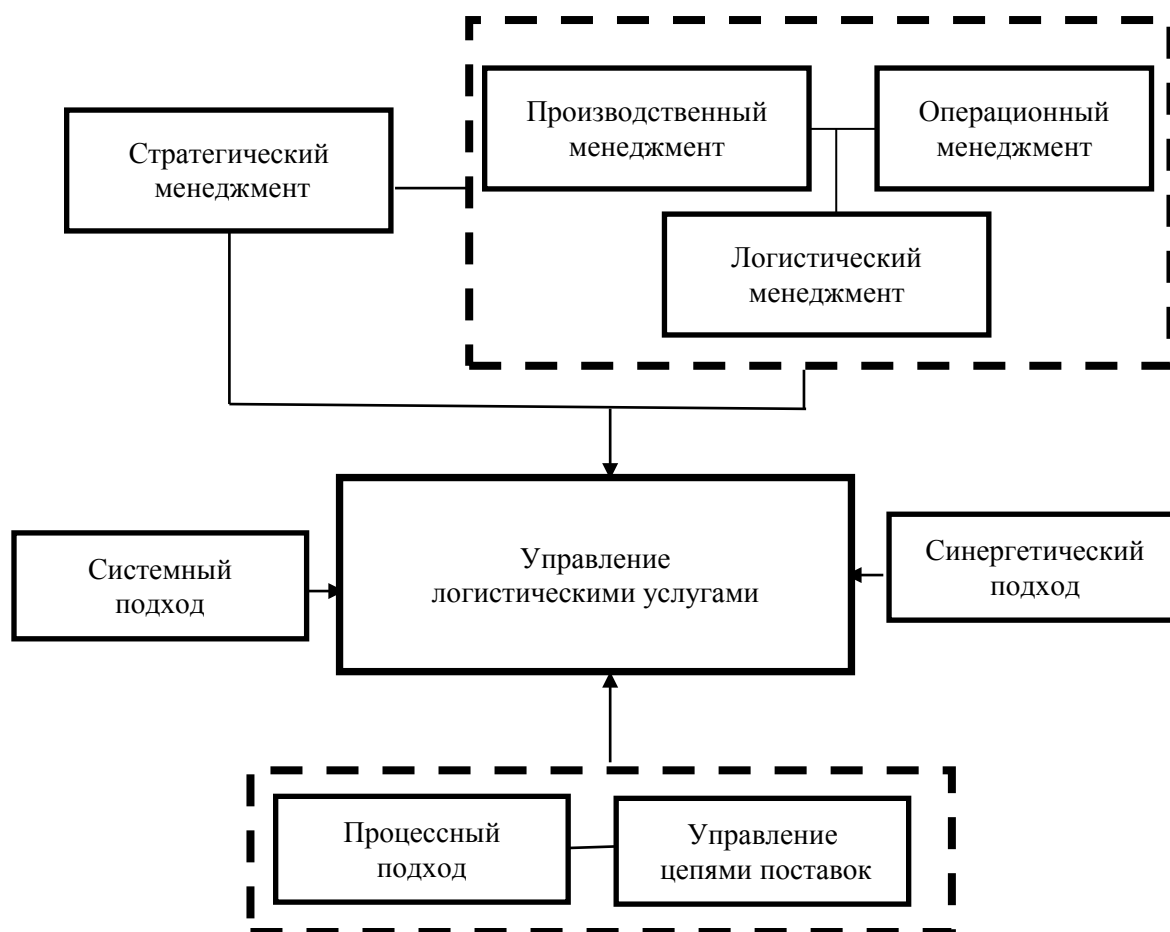 Производственный
менеджмент
Операционный
менеджмент
Стратегический
менеджмент
Логистический
менеджмент
Управление
логистическими услугами
Системный
подход
Синергетический
подход
Процессный
подход
Управление
цепями поставок